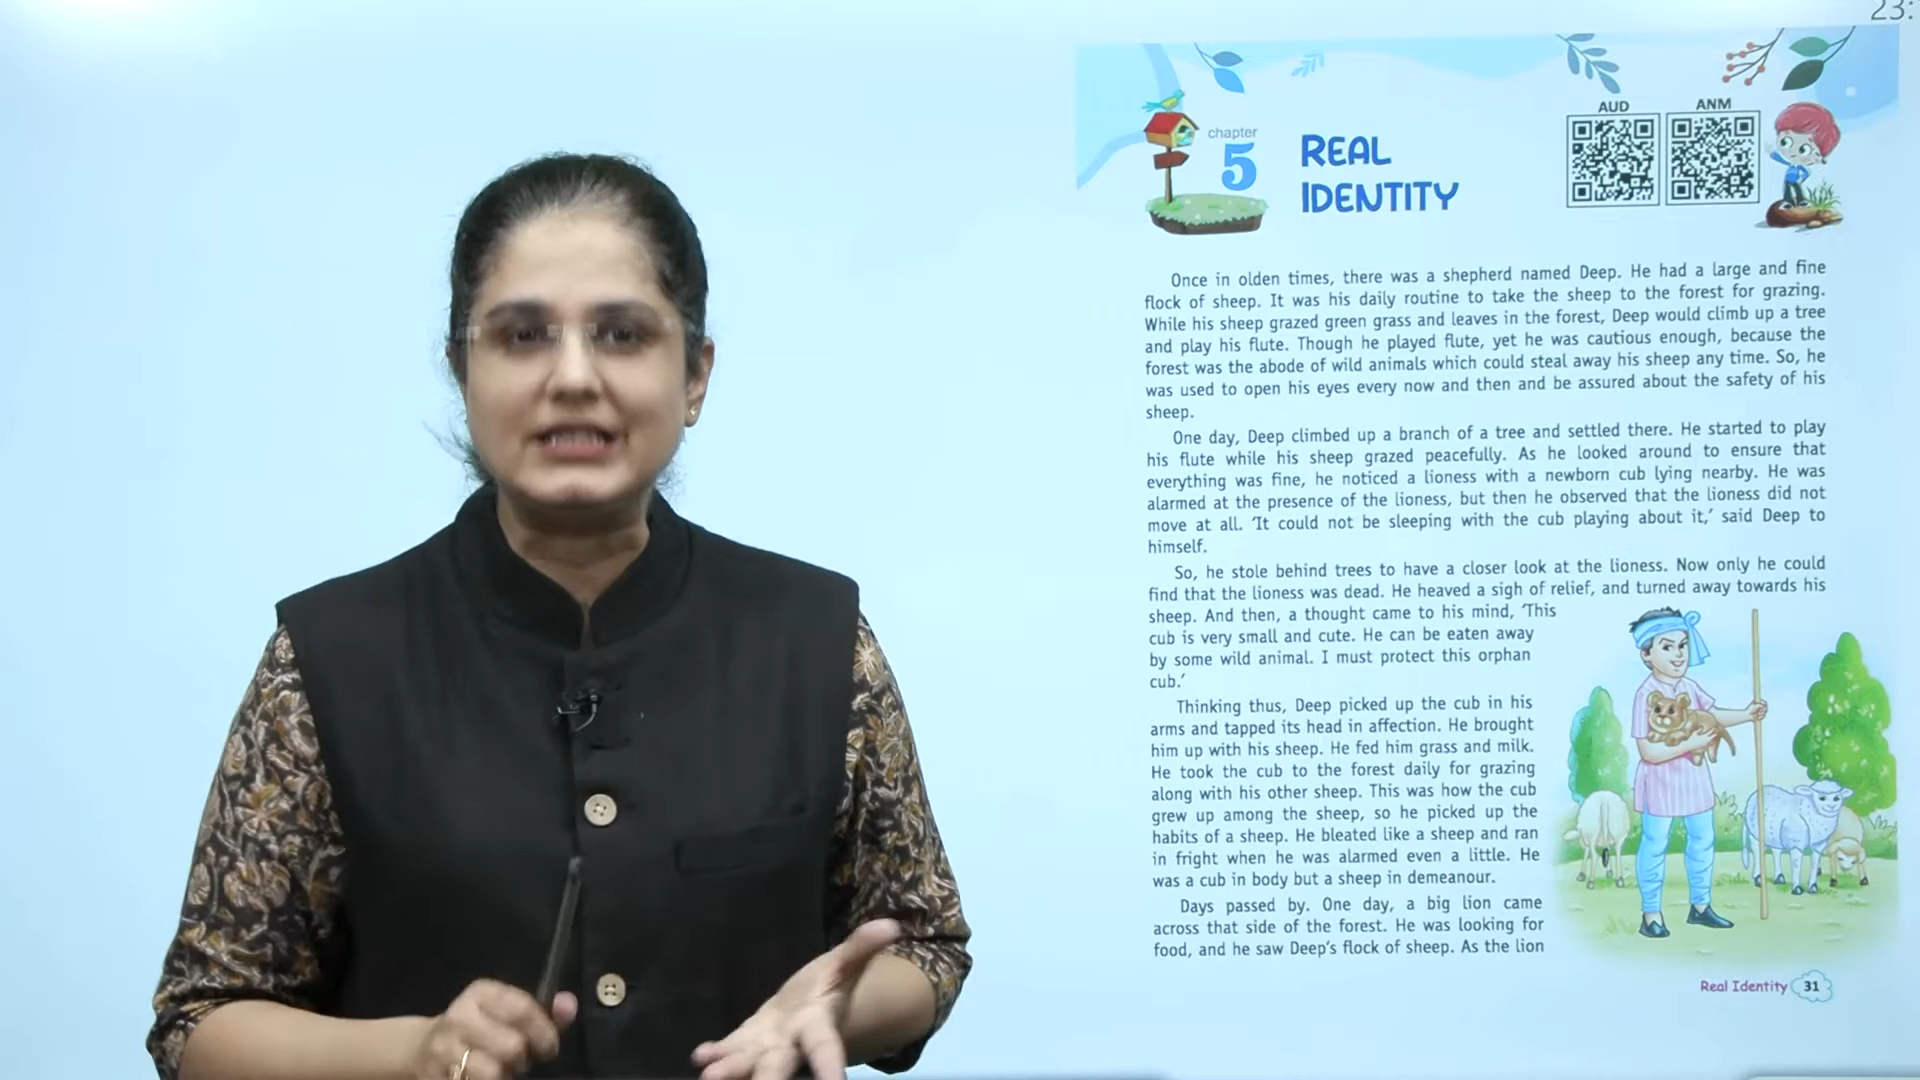 23:
AUD
ANM
chapter
5
REAL
IDENTITY
Once in olden times, there was a shepherd named Deep. He had a large and fine
flock of sheep. It was his daily routine to take the sheep to the forest for grazing.
While his sheep grazed green grass and leaves in the forest, Deep would climb up a tree
and play his flute. Though he played flute, yet he was cautious enough, because the
forest was the abode of wild animals which could steal away his sheep any time. So, he
was used to open his eyes every now and then and be assured about the safety of his
sheep.
One day, Deep climbed up a branch of a tree and settled there. He started to play
his flute while his sheep grazed peacefully. As he looked around to ensure that
everything was fine, he noticed a lioness with a newborn cub lying nearby. He was
alarmed at the presence of the lioness, but then he observed that the lioness did not
move at all. ‘It could not be sleeping with the cub playing about it,’ said Deep to
himself.
So, he stole behind trees to have a closer look at the lioness. Now only he could
find that the lioness was dead. He heaved a sigh of relief, and turned away towards his
sheep. And then, a thought came to his mind, ‘This
cub is very small and cute. He can be eaten away
by some wild animal. I must protect this orphan
cub.’
Thinking thus, Deep picked up the cub in his
arms and tapped its head in affection. He brought
him up with his sheep. He fed him grass and milk.
He took the cub to the forest daily for grazing
along with his other sheep. This was how the cub
grew up among the sheep, so he picked up the
habits of a sheep. He bleated like a sheep and ran
in fright when he was alarmed even a little. He
was a cub in body but a sheep in demeanour.
Days passed by. One day, a big lion came
across that side of the forest. He was looking for
food, and he saw Deep’s flock of sheep. As the lion
Real Identity 31